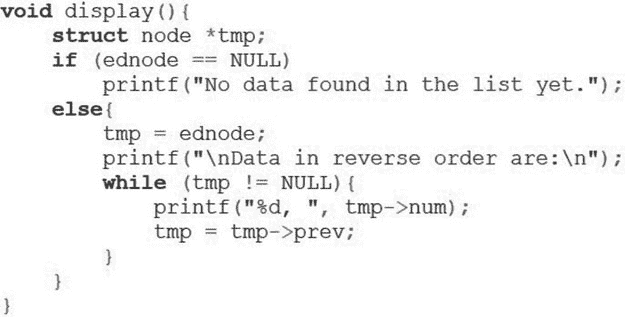 void display(){
    struct node *tmp;
    if (ednode == NULL)
        printf("No data found in the list yet.");
    else{
        tmp = ednode;
        printf("\nData in reverse order are:\n");
        while (tmp != NULL){
            printf("%d, ", tmp->num);
            tmp = tmp->prev;
        }
    }
}